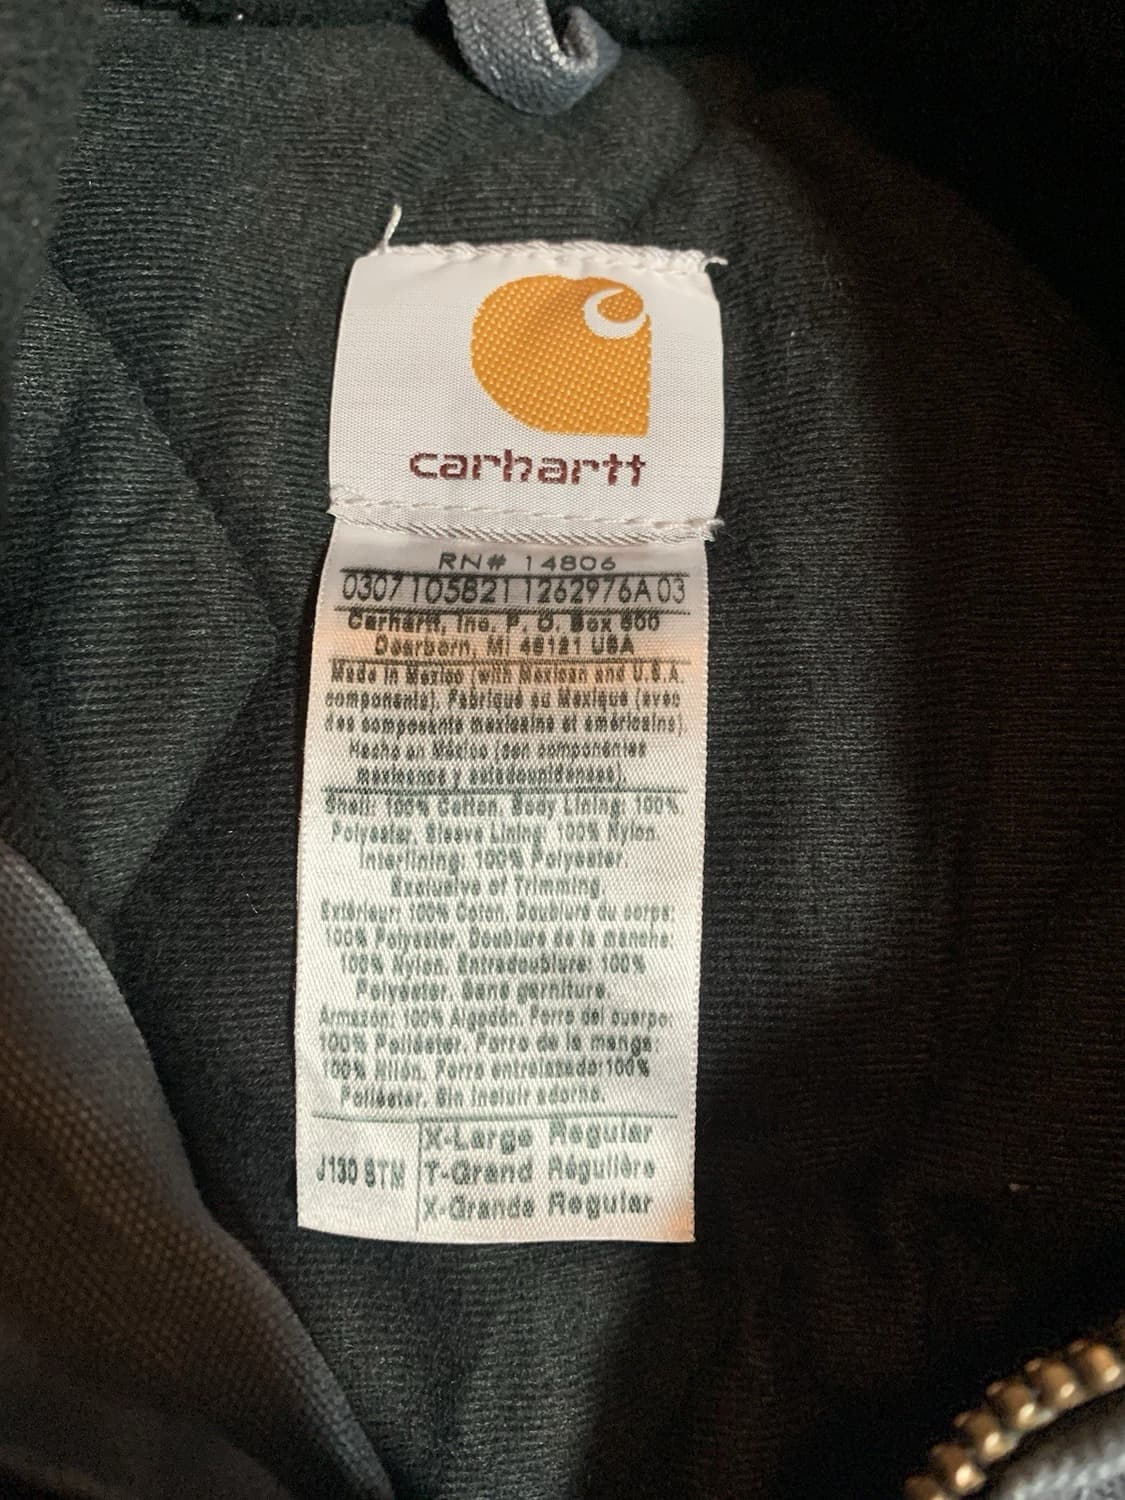 carhartt
RN# 14806
0307 105821 1262976A 03
Carhartt, Inc. P. O. Box 600
Dearborn, MI 48121 USA
Made in Mexico (with Mexican and U.S.A.
components). Fabriqué au Mexique (avec
des composants mexicains et américains)
Hecho en México (con componentes
mexicanos y estadounidenses).
Shell: 100% Cotton. Body Lining: 100%
Polyester. Sleeve Lining: 100% Nylon.
Interlining: 100% Polyester.
Exclusive of Trimming.
Extérieur: 100% Coton. Doublure du corps:
100% Polyester. Doublure de la manche:
100% Nylon. Entredoublure: 100%
Polyester. Sans garniture.
Armazón: 100% Algodón. Forro del cuerpo:
100% Poliéster. Forro de la manga:
100% Nilón. Forro entrelazado: 100%
Poliéster. Sin incluir adorno.
J130 STM
X-Large Regular
T-Grand Régulière
X-Grande Regular